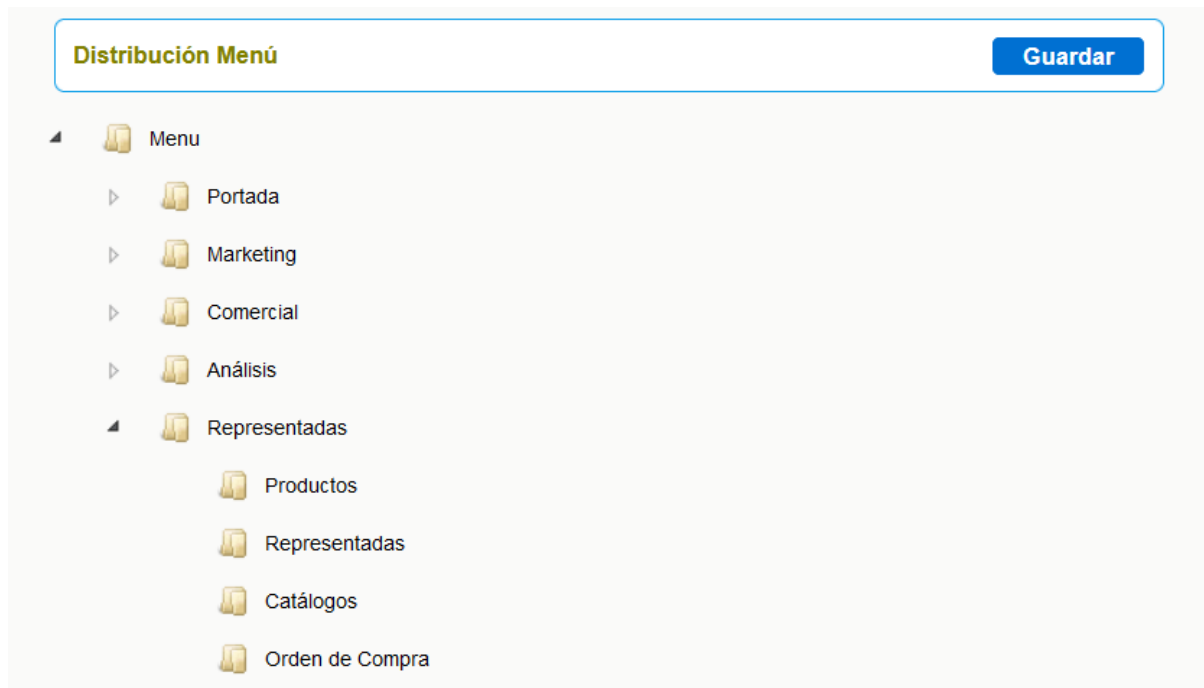 Distribución Menú
Guardar
Menu
Portada
Marketing
Comercial
Análisis
Representadas
Productos
Representadas
Catálogos
Orden de Compra